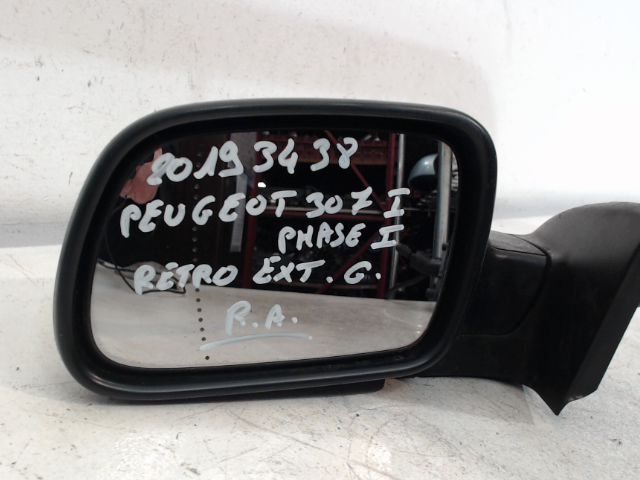 20193438
PEUGEOT 307 I
PHASE I
RETRO EXT. G.
R.A.